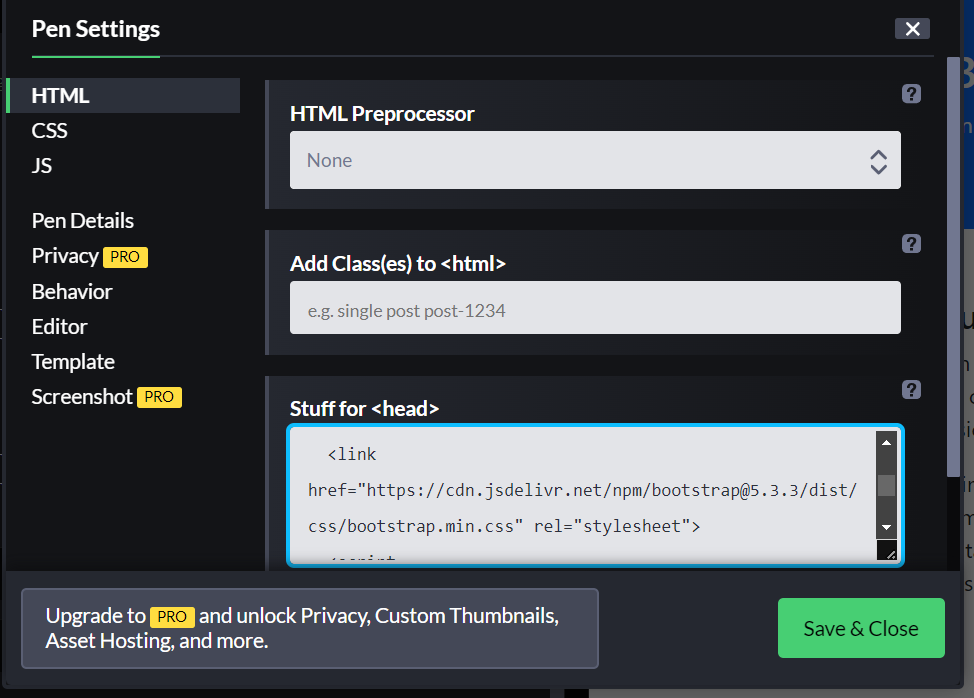 Pen Settings
HTML
CSS
JS
Pen Details
Privacy PRO
Behavior
Editor
Template
Screenshot PRO
HTML Preprocessor
None
Add Class(es) to <html>
e.g. single post post-1234
Stuff for <head>
<link
href="https://cdn.jsdelivr.net/npm/bootstrap@5.3.3/dist/
css/bootstrap.min.css" rel="stylesheet">
<script
Upgrade to PRO and unlock Privacy, Custom Thumbnails,
Asset Hosting, and more.
Save & Close